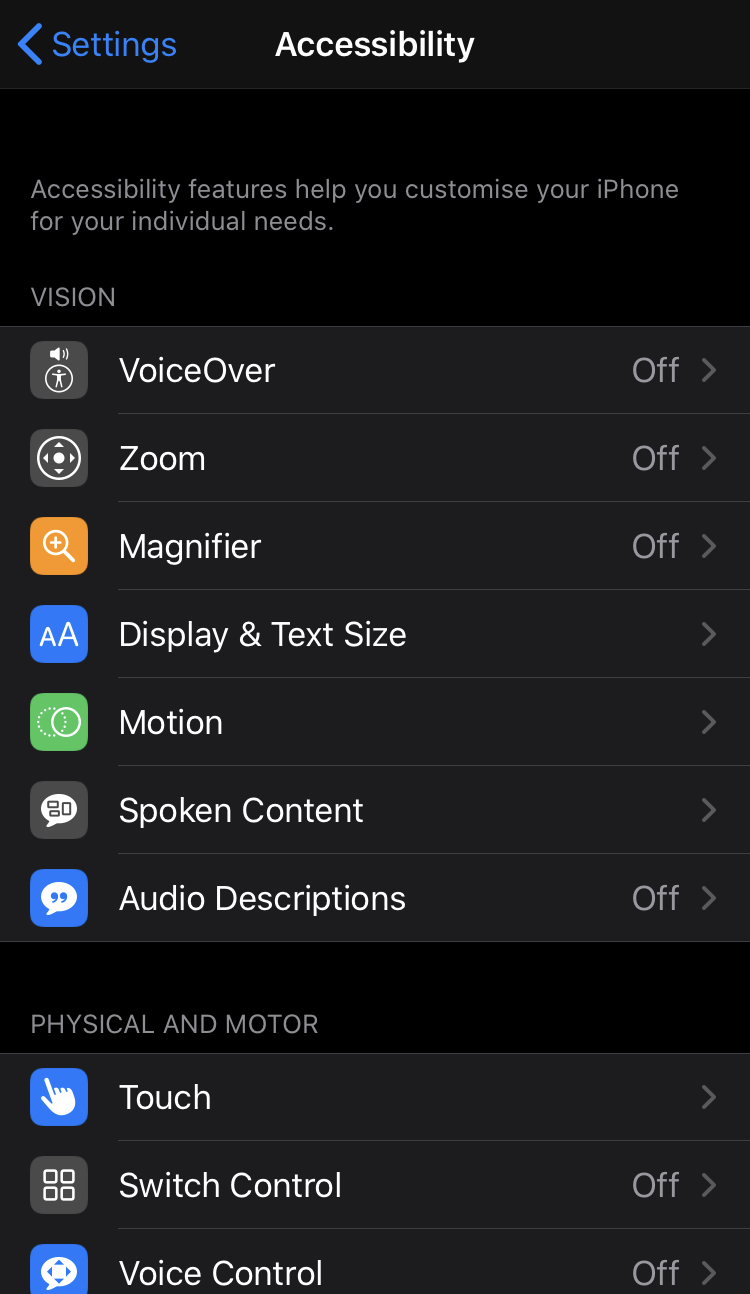 Settings Accessibility
Accessibility features help you customise your iPhone
for your individual needs.
VISION
VoiceOver Off
Zoom Off
Magnifier Off
AA Display & Text Size
Motion
Spoken Content
Audio Descriptions Off
PHYSICAL AND MOTOR
Touch
Switch Control Off
Voice Control Off